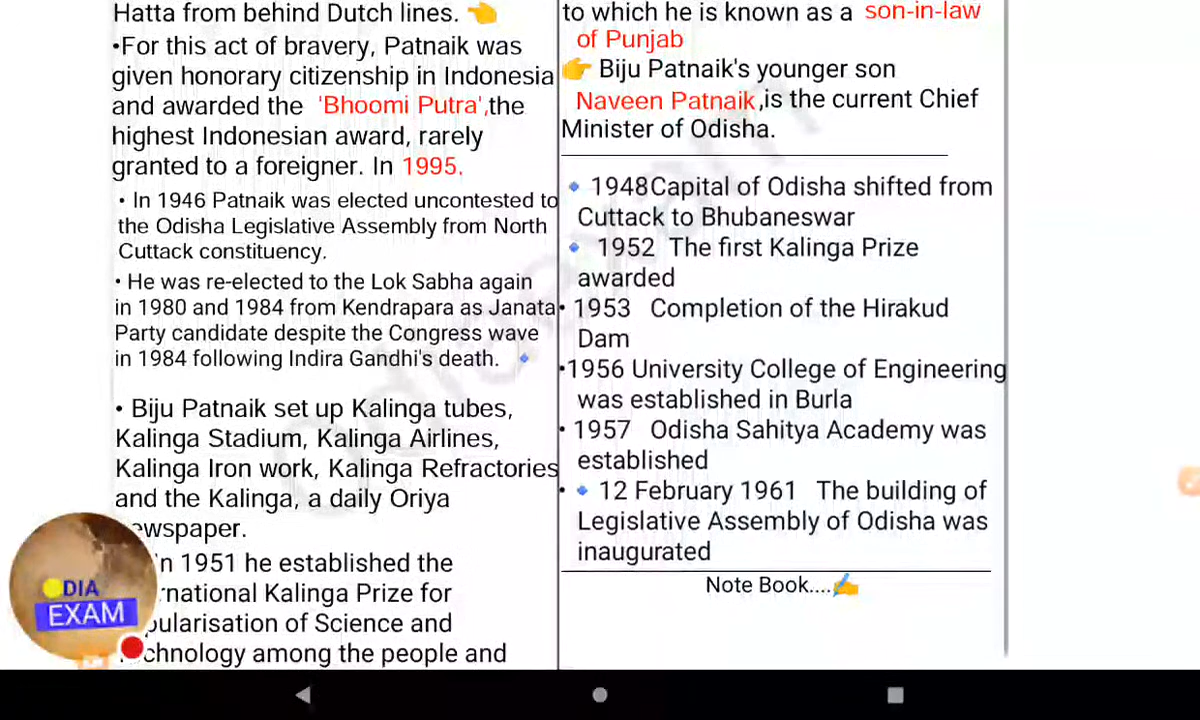 Hatta from behind Dutch lines. 👈
•For this act of bravery, Patnaik was
given honorary citizenship in Indonesia
and awarded the 'Bhoomi Putra',the
highest Indonesian award, rarely
granted to a foreigner. In 1995.
• In 1946 Patnaik was elected uncontested to
the Odisha Legislative Assembly from North
Cuttack constituency.
• He was re-elected to the Lok Sabha again
in 1980 and 1984 from Kendrapara as Janata
Party candidate despite the Congress wave
in 1984 following Indira Gandhi's death. 🔹
• Biju Patnaik set up Kalinga tubes,
Kalinga Stadium, Kalinga Airlines,
Kalinga Iron work, Kalinga Refractories
and the Kalinga, a daily Oriya
ewspaper.
n 1951 he established the
rnational Kalinga Prize for
pularisation of Science and
chnology among the people and
to which he is known as a son-in-law
of Punjab
👉 Biju Patnaik's younger son
Naveen Patnaik,is the current Chief
Minister of Odisha.
🔹 1948Capital of Odisha shifted from
Cuttack to Bhubaneswar
🔹 1952 The first Kalinga Prize
awarded
• 1953 Completion of the Hirakud
Dam
•1956 University College of Engineering
was established in Burla
• 1957 Odisha Sahitya Academy was
established
• 🔹 12 February 1961 The building of
Legislative Assembly of Odisha was
inaugurated
Note Book....✍
ODIA
EXAM